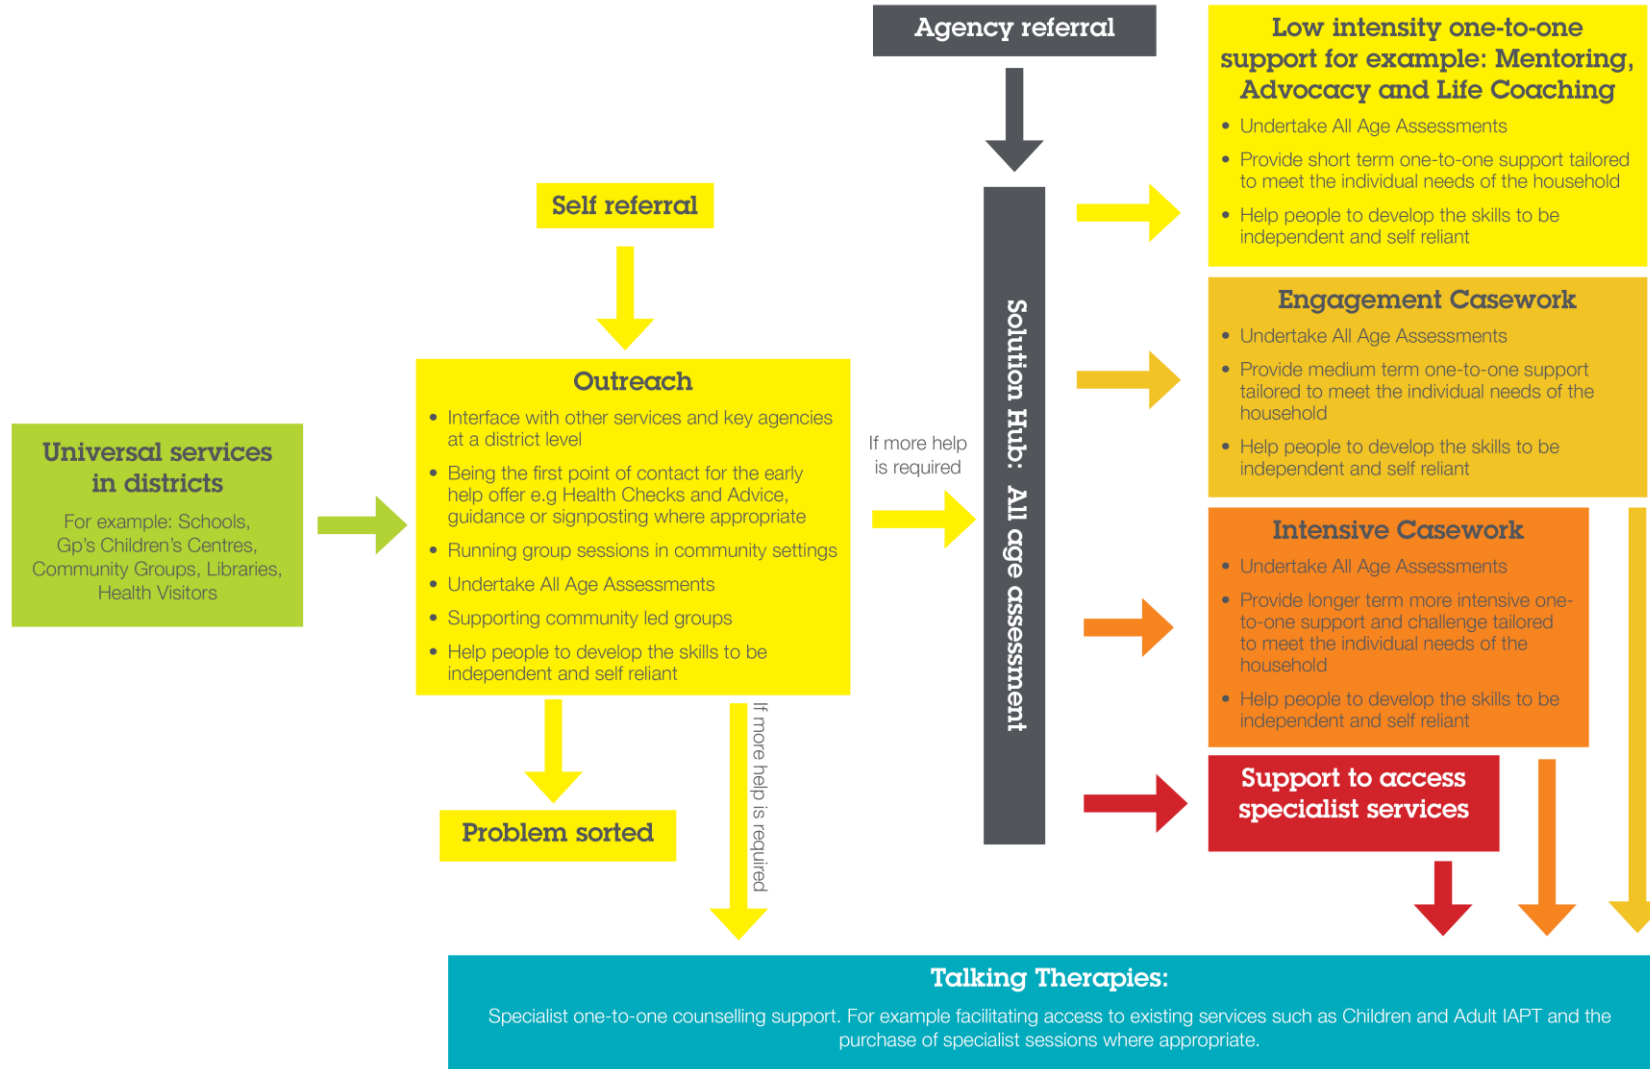 Agency referral
Low intensity one-to-one
support for example: Mentoring,
Advocacy and Life Coaching
• Undertake All Age Assessments
• Provide short term one-to-one support tailored
to meet the individual needs of the household
• Help people to develop the skills to be
independent and self reliant
Self referral
Outreach
• Interface with other services and key agencies
at a district level
• Being the first point of contact for the early
help offer e.g Health Checks and Advice,
guidance or signposting where appropriate
• Running group sessions in community settings
• Undertake All Age Assessments
• Supporting community led groups
• Help people to develop the skills to be
independent and self reliant
Universal services
in districts
For example: Schools,
Gp's Children's Centres,
Community Groups, Libraries,
Health Visitors
If more help
is required
Solution Hub: All age assessment
Engagement Casework
• Undertake All Age Assessments
• Provide medium term one-to-one support
tailored to meet the individual needs of the
household
• Help people to develop the skills to be
independent and self reliant
Intensive Casework
• Undertake All Age Assessments
• Provide longer term more intensive one-
to-one support and challenge tailored
to meet the individual needs of the
household
• Help people to develop the skills to be
independent and self reliant
Support to access
specialist services
Problem sorted
If more help is required
Talking Therapies:
Specialist one-to-one counselling support. For example facilitating access to existing services such as Children and Adult IAPT and the
purchase of specialist sessions where appropriate.